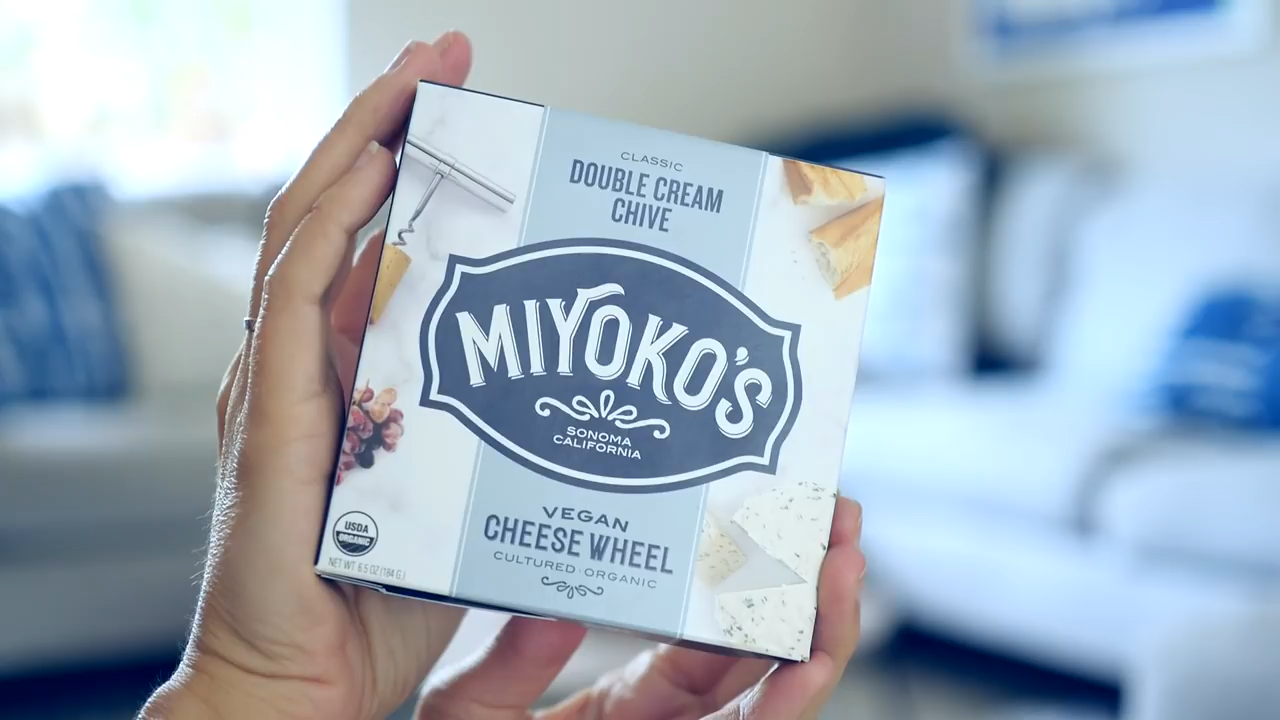 CLASSIC
DOUBLE CREAM
CHIVE
MIYOKO'S
SONOMA
CALIFORNIA
VEGAN
CHEESE WHEEL
CULTURED · ORGANIC
USDA
ORGANIC
NET WT 6.5 OZ (184 G)